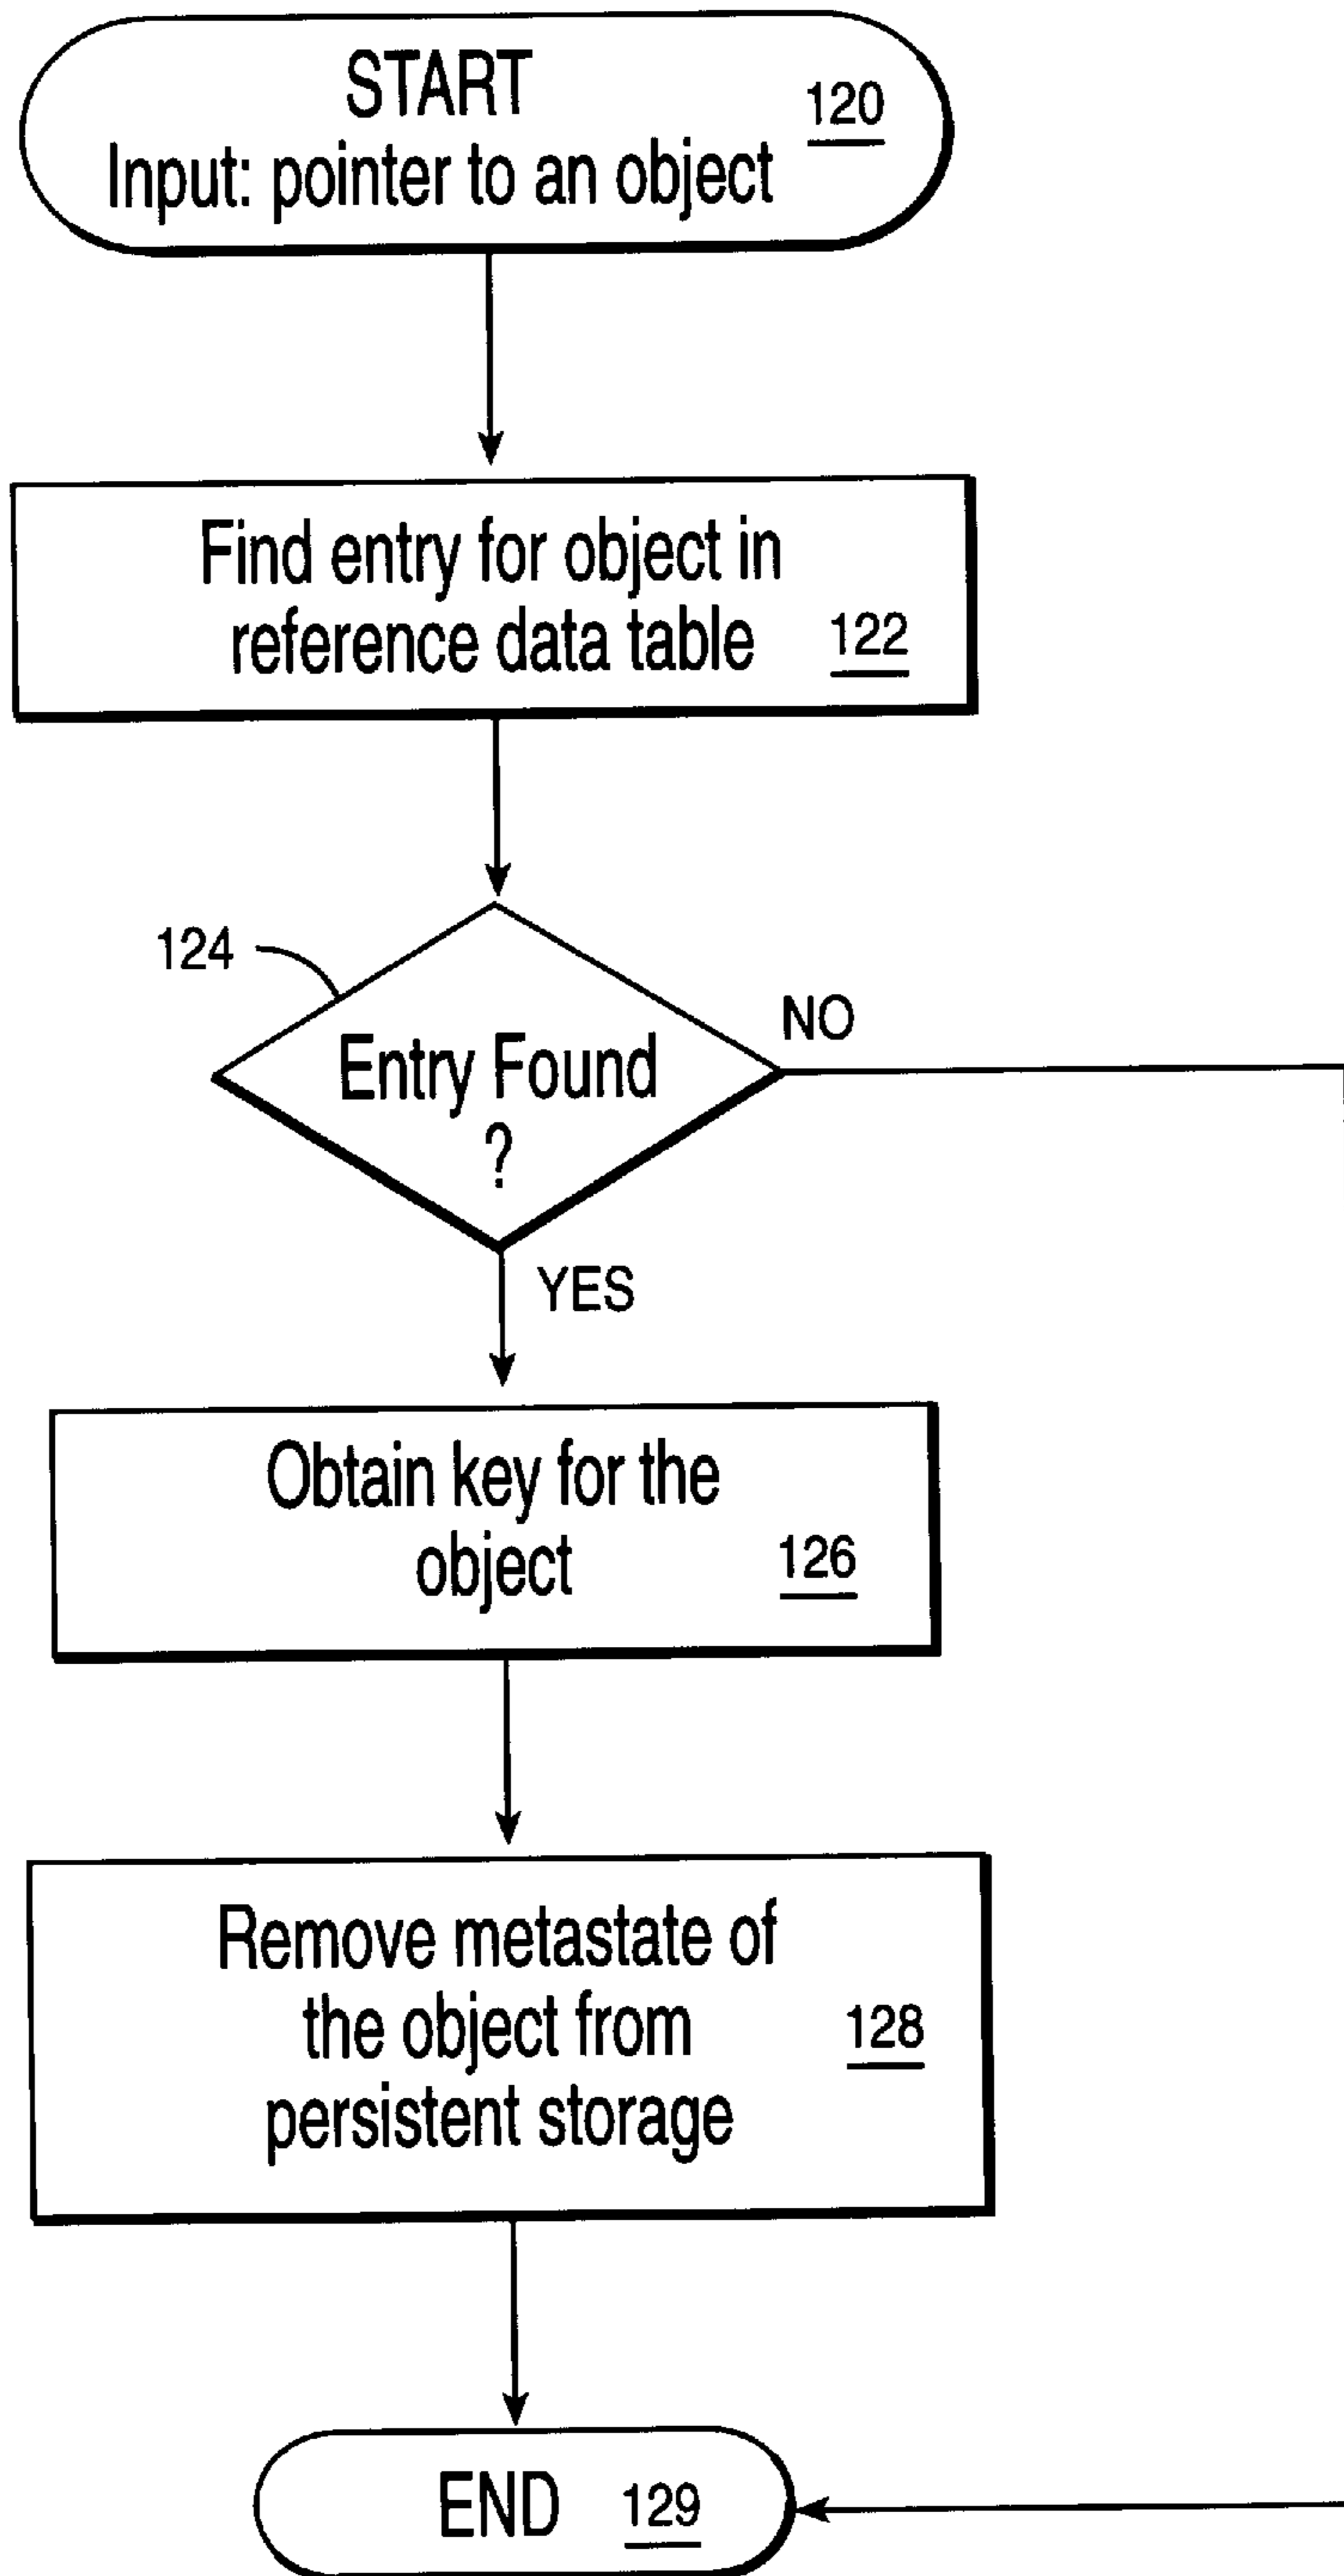 START
120
Input: pointer to an object
Find entry for object in
reference data table
122
124
Entry Found
?
NO
YES
Obtain key for the
object
126
Remove metastate of
the object from
128
persistent storage
END
129